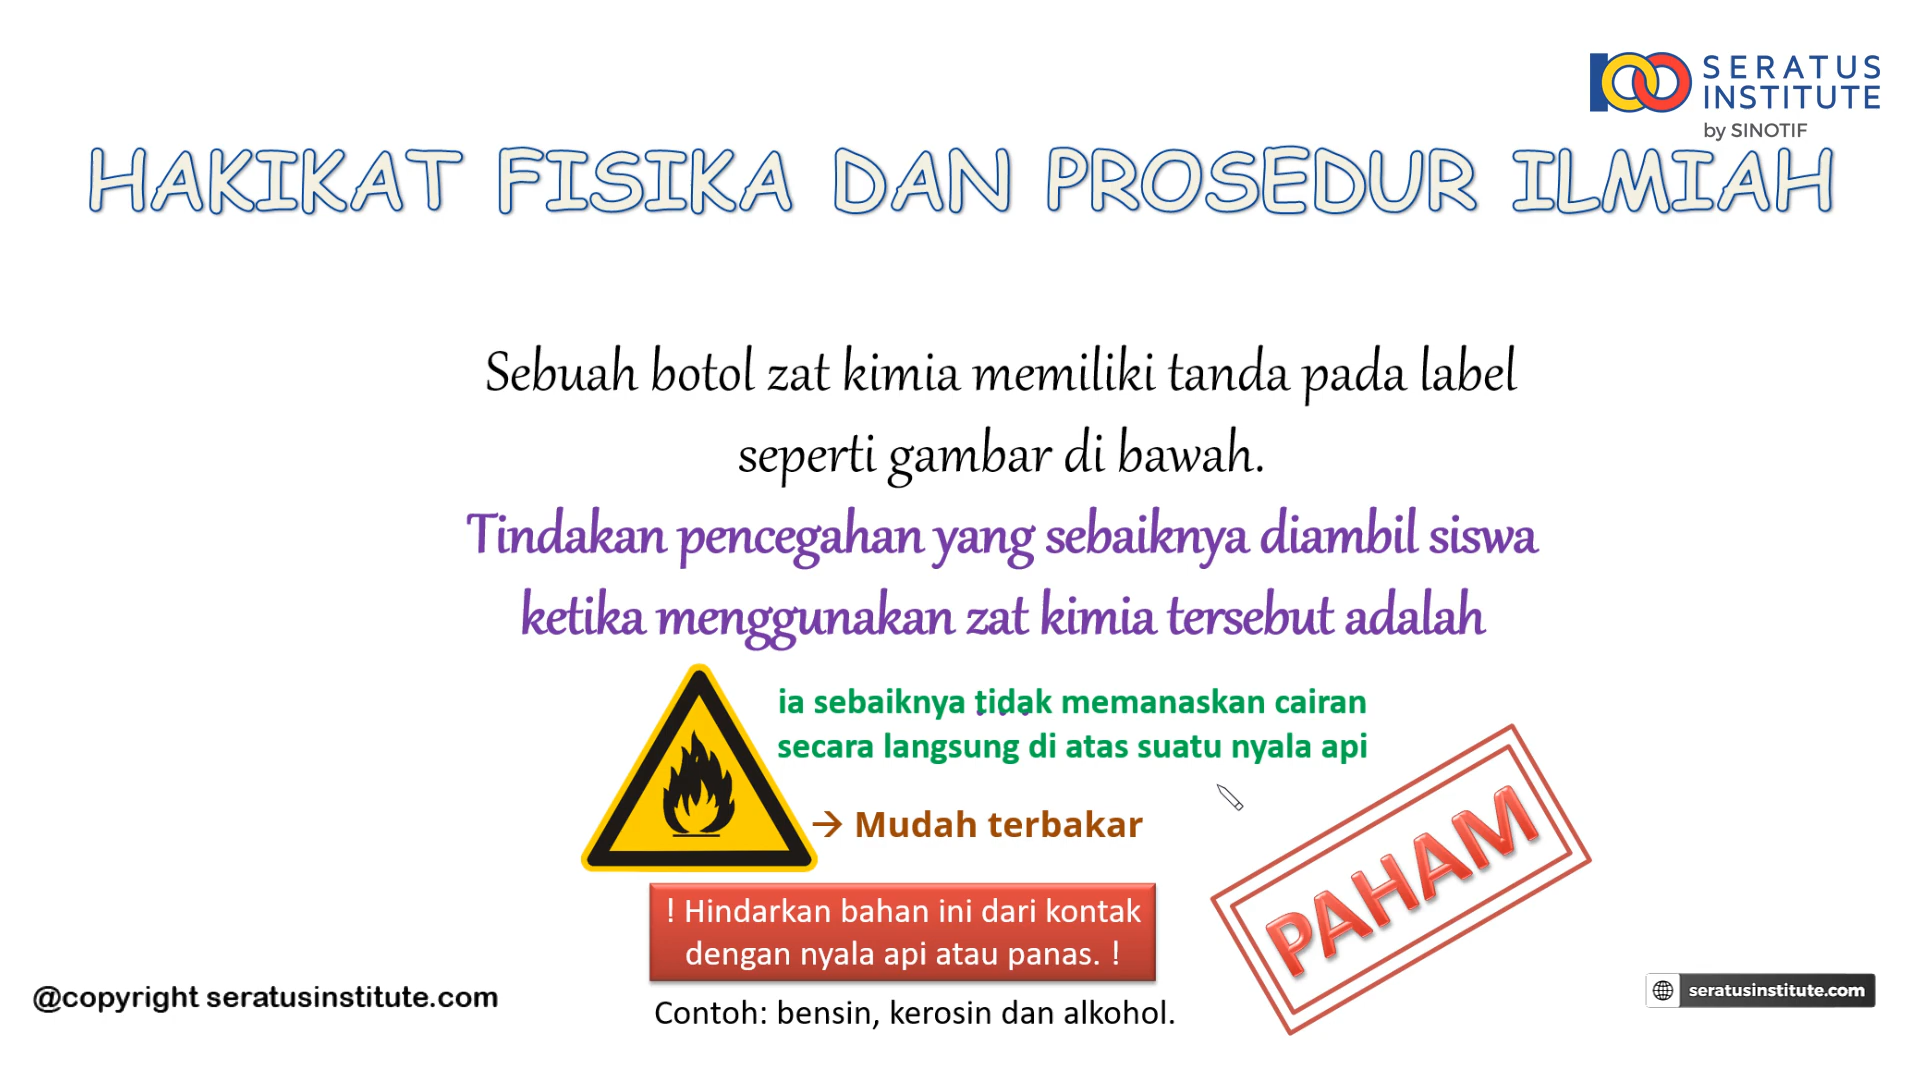 SERATUS
INSTITUTE
by SINOTIF
HAKIKAT FISIKA DAN PROSEDUR ILMIAH
Sebuah botol zat kimia memiliki tanda pada label
seperti gambar di bawah.
Tindakan pencegahan yang sebaiknya diambil siswa
ketika menggunakan zat kimia tersebut adalah
...
ia sebaiknya tidak memanaskan cairan
secara langsung di atas suatu nyala api
→ Mudah terbakar
! Hindarkan bahan ini dari kontak
dengan nyala api atau panas. !
Contoh: bensin, kerosin dan alkohol.
PAHAM
@copyright seratusinstitute.com
seratusinstitute.com